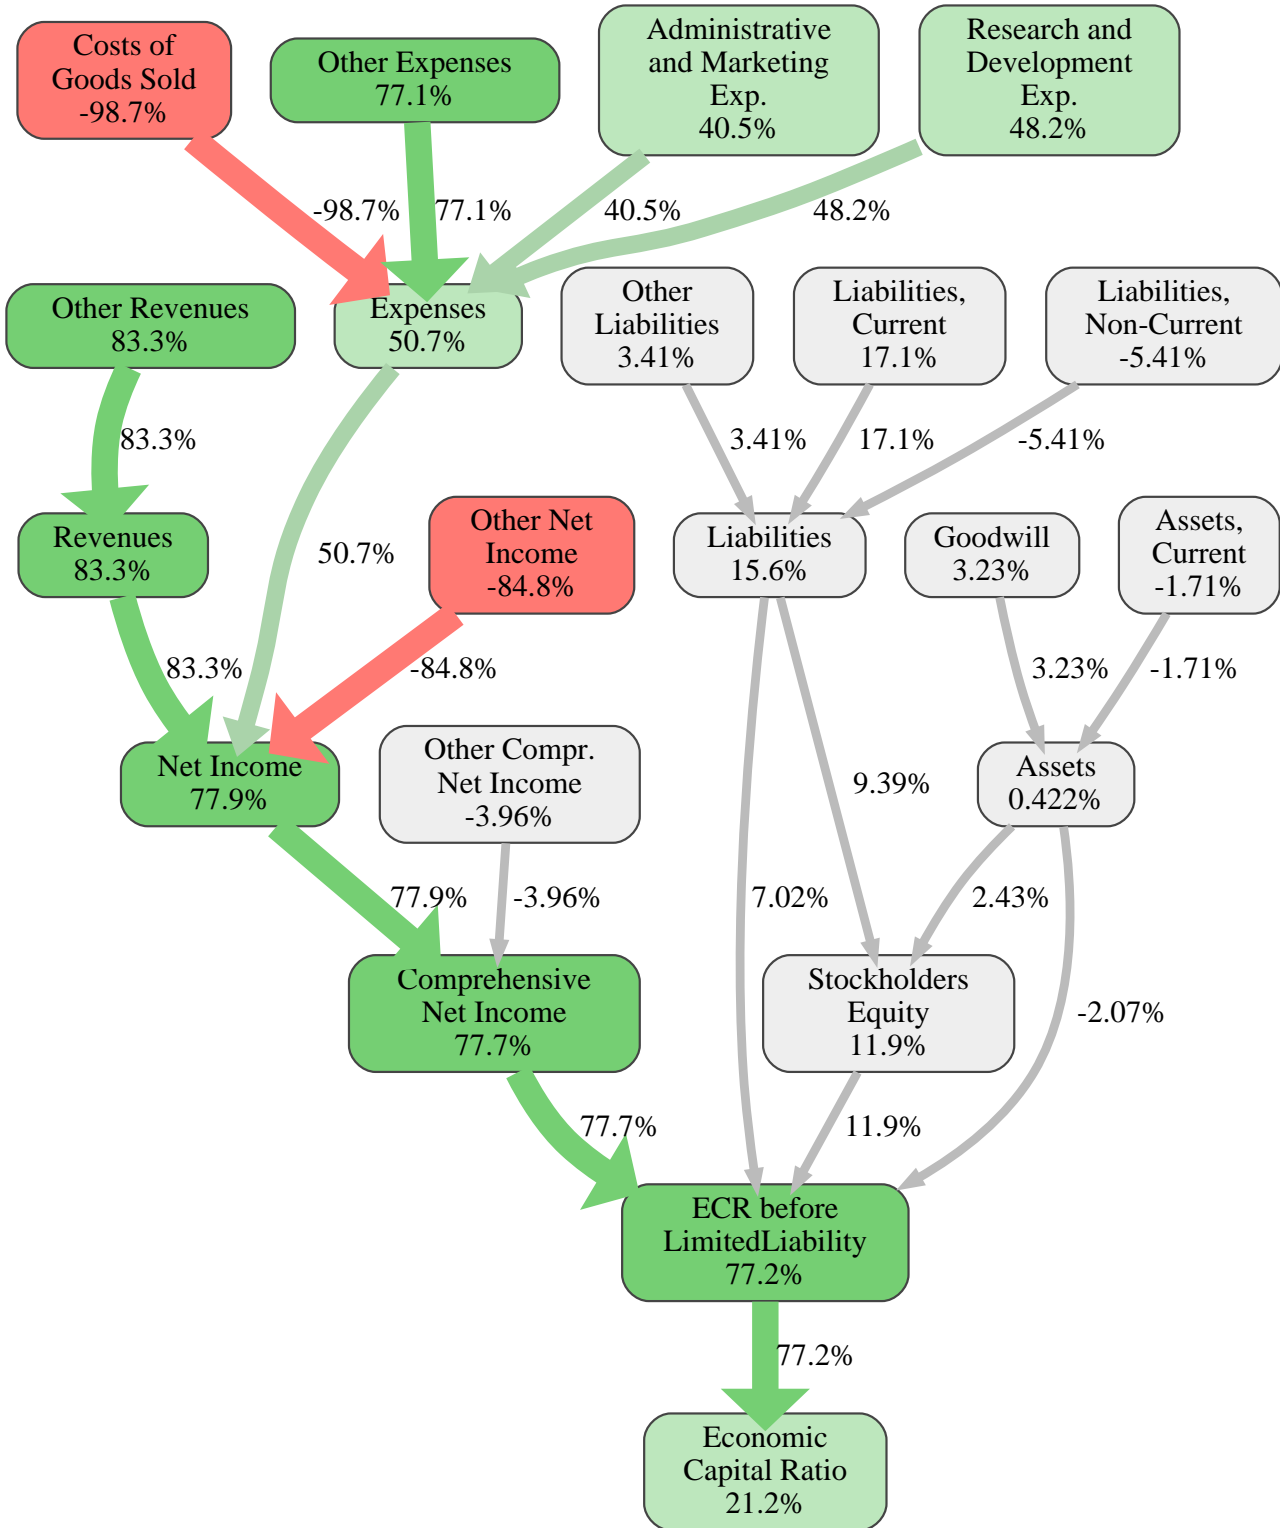 Costs of
Goods Sold
-98.7%
Other Expenses
77.1%
Administrative
and Marketing
Exp.
40.5%
Research and
Development
Exp.
48.2%
-98.7%
77.1%
40.5%
48.2%
Other Revenues
83.3%
Expenses
50.7%
Other
Liabilities
3.41%
Liabilities,
Current
17.1%
Liabilities,
Non-Current
-5.41%
83.3%
3.41%
17.1%
-5.41%
Revenues
83.3%
50.7%
Other Net
Income
-84.8%
Liabilities
15.6%
Goodwill
3.23%
Assets,
Current
-1.71%
83.3%
-84.8%
3.23%
-1.71%
Net Income
77.9%
Other Compr.
Net Income
-3.96%
9.39%
Assets
0.422%
77.9%
-3.96%
7.02%
2.43%
Comprehensive
Net Income
77.7%
Stockholders
Equity
11.9%
-2.07%
77.7%
11.9%
ECR before
LimitedLiability
77.2%
77.2%
Economic
Capital Ratio
21.2%